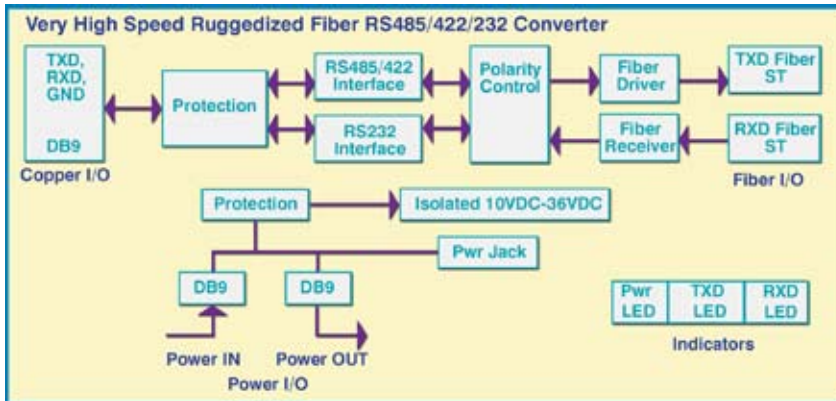 Very High Speed Ruggedized Fiber RS485/422/232 Converter
TXD,
RXD,
GND
DB9
Copper I/O
Protection
RS485/422
Interface
RS232
Interface
Polarity
Control
Fiber
Driver
Fiber
Receiver
TXD Fiber
ST
RXD Fiber
ST
Fiber I/O
Protection
Isolated 10VDC-36VDC
Pwr Jack
DB9
DB9
Power IN
Power OUT
Power I/O
Pwr
LED
TXD
LED
RXD
LED
Indicators